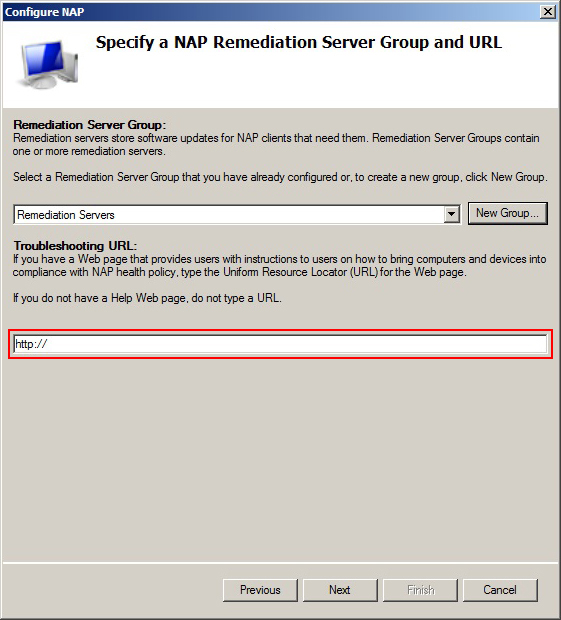 Configure NAP
Specify a NAP Remediation Server Group and URL
Remediation Server Group:
Remediation servers store software updates for NAP clients that need them. Remediation Server Groups contain
one or more remediation servers.
Select a Remediation Server Group that you have already configured or, to create a new group, click New Group.
Remediation Servers
New Group...
Troubleshooting URL:
If you have a Web page that provides users with instructions to users on how to bring computers and devices into
compliance with NAP health policy, type the Uniform Resource Locator (URL) for the Web page.
If you do not have a Help Web page, do not type a URL.
http://
Previous
Next
Finish
Cancel